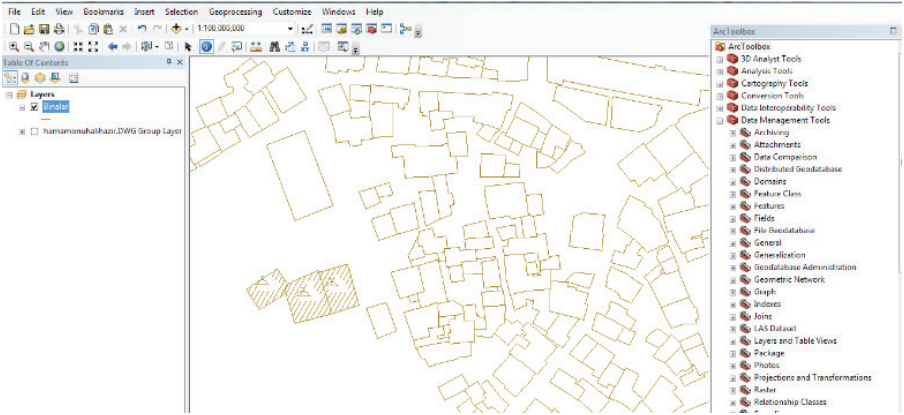 File Edit View Bookmarks Insert Selection Geoprocessing Customize Windows Help
1:100,000,000
Table Of Contents
Layers
Binalar
hamamonuhalihazir.DWG Group Layer
ArcToolbox
ArcToolbox
3D Analyst Tools
Analysis Tools
Cartography Tools
Conversion Tools
Data Interoperability Tools
Data Management Tools
Archiving
Attachments
Data Comparison
Distributed Geodatabase
Domains
Feature Class
Features
Fields
File Geodatabase
General
Generalization
Geodatabase Administration
Geometric Network
Graph
Indexes
Joins
LAS Dataset
Layers and Table Views
Package
Photos
Projections and Transformations
Raster
Relationship Classes